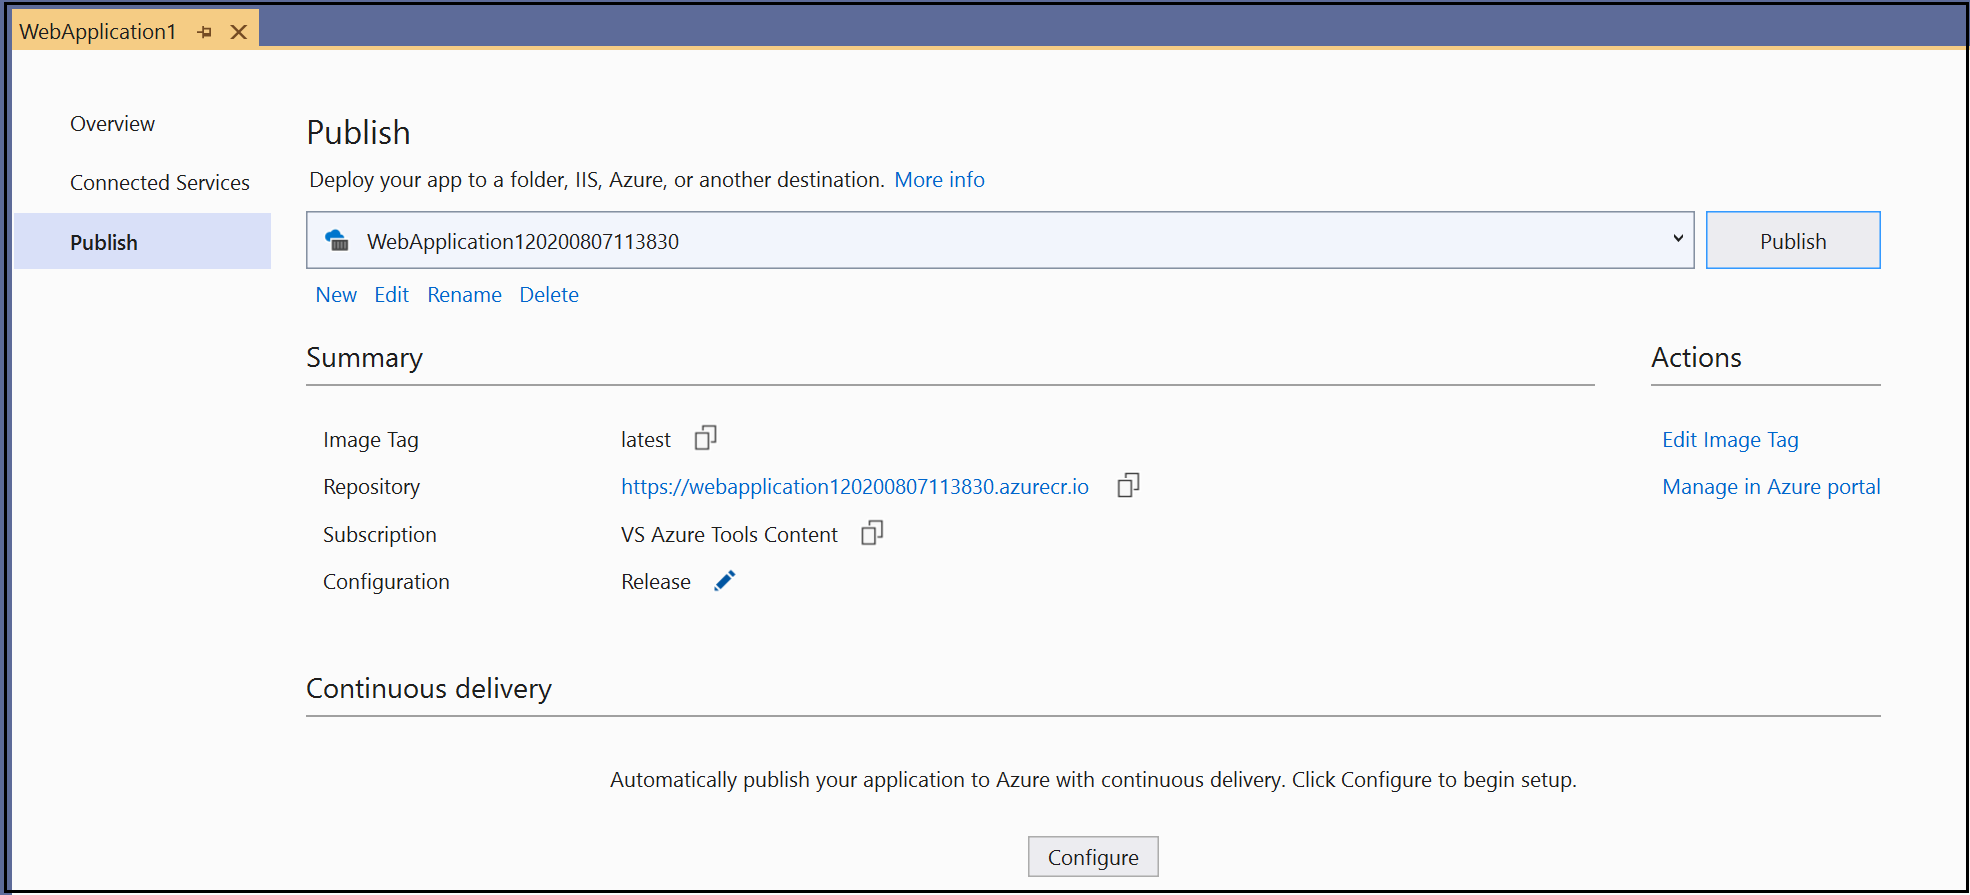 WebApplication1
Overview
Connected Services
Publish
Publish
Deploy your app to a folder, IIS, Azure, or another destination. More info
WebApplication120200807113830
Publish
New Edit Rename Delete
Summary
Actions
Image Tag latest
Edit Image Tag
Repository https://webapplication120200807113830.azurecr.io
Manage in Azure portal
Subscription VS Azure Tools Content
Configuration Release
Continuous delivery
Automatically publish your application to Azure with continuous delivery. Click Configure to begin setup.
Configure